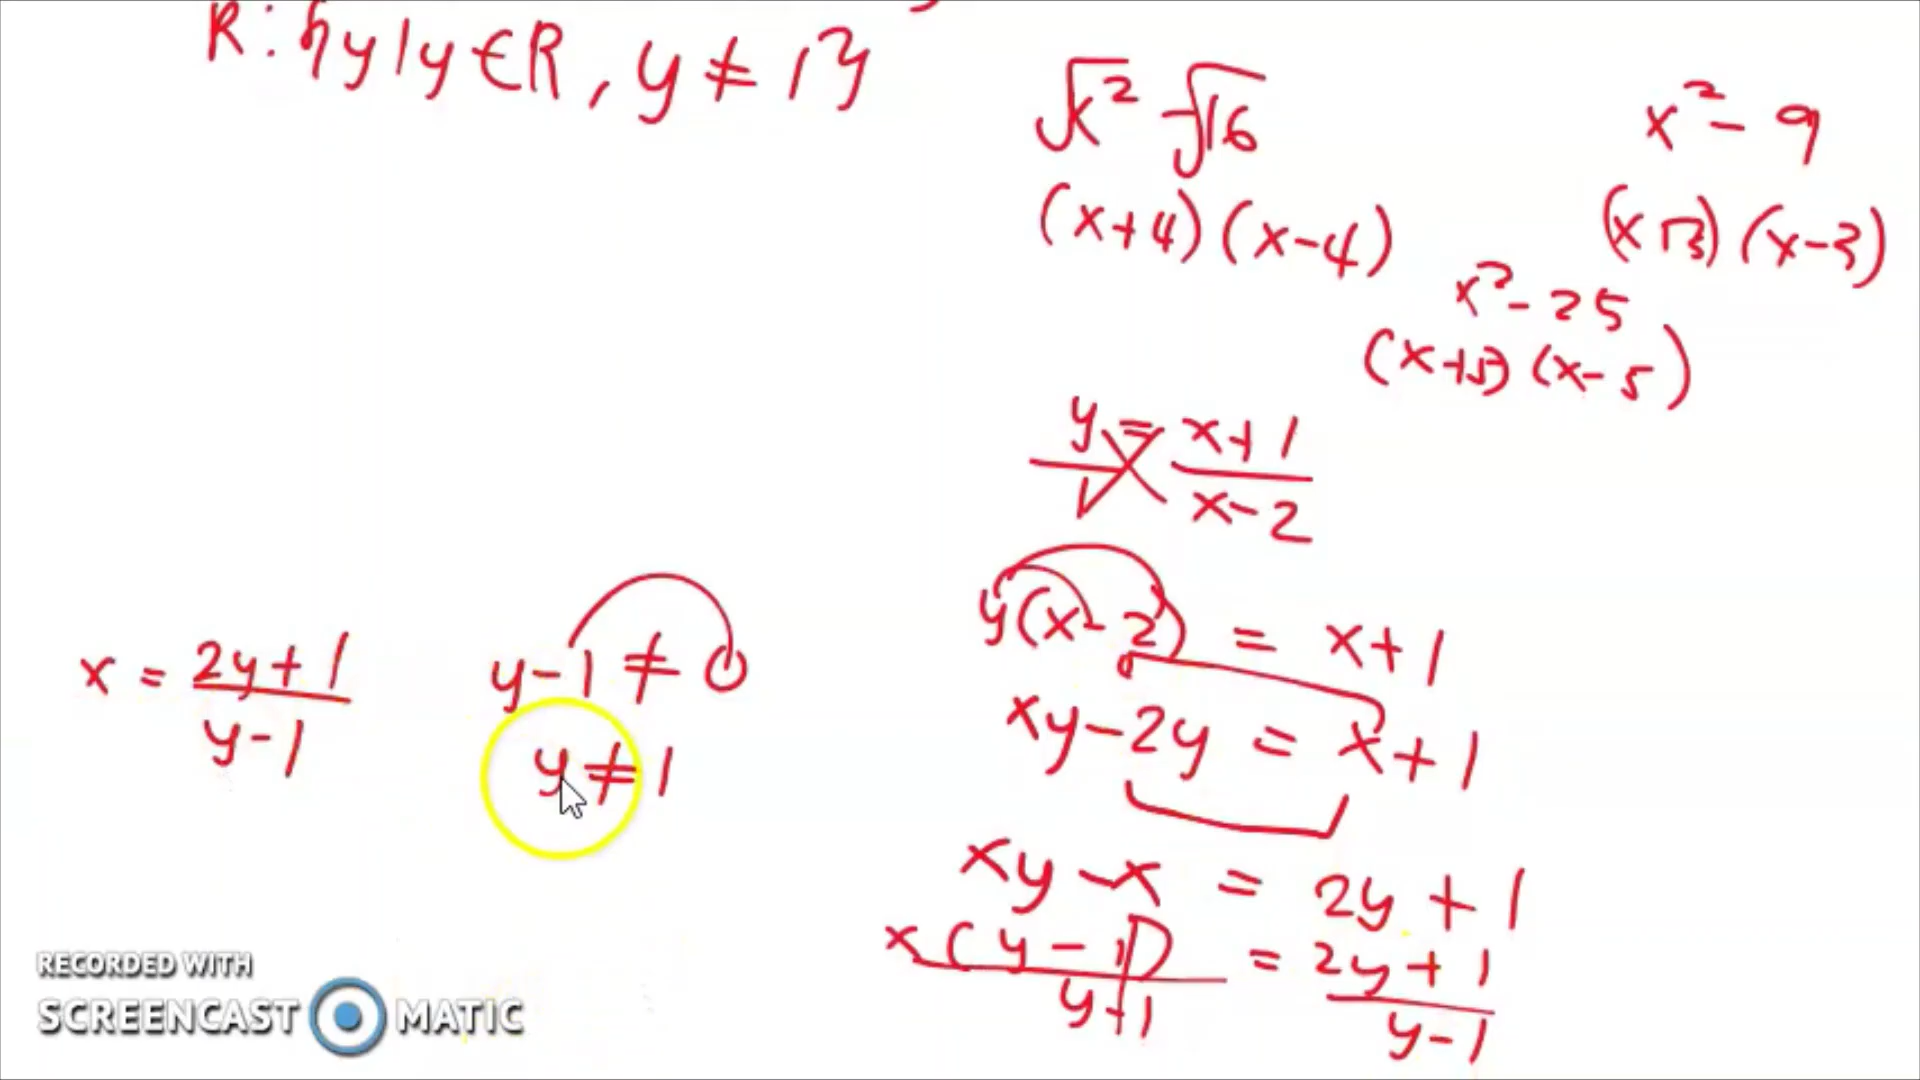 R: {y|y∈R, y ≠ 1}
√x² - √16
(x+4)(x-4)
x² - 9
(x+3)(x-3)
x² - 25
(x+5)(x-5)
y = x+1
1 x-2
y(x-2) = x+1
xy-2y = x+1
xy-x = 2y+1
x(y-1) = 2y+1
y-1 y-1
x = 2y+1
y-1
y-1 ≠ 0
y ≠ 1
RECORDED WITH
SCREENCAST MATIC